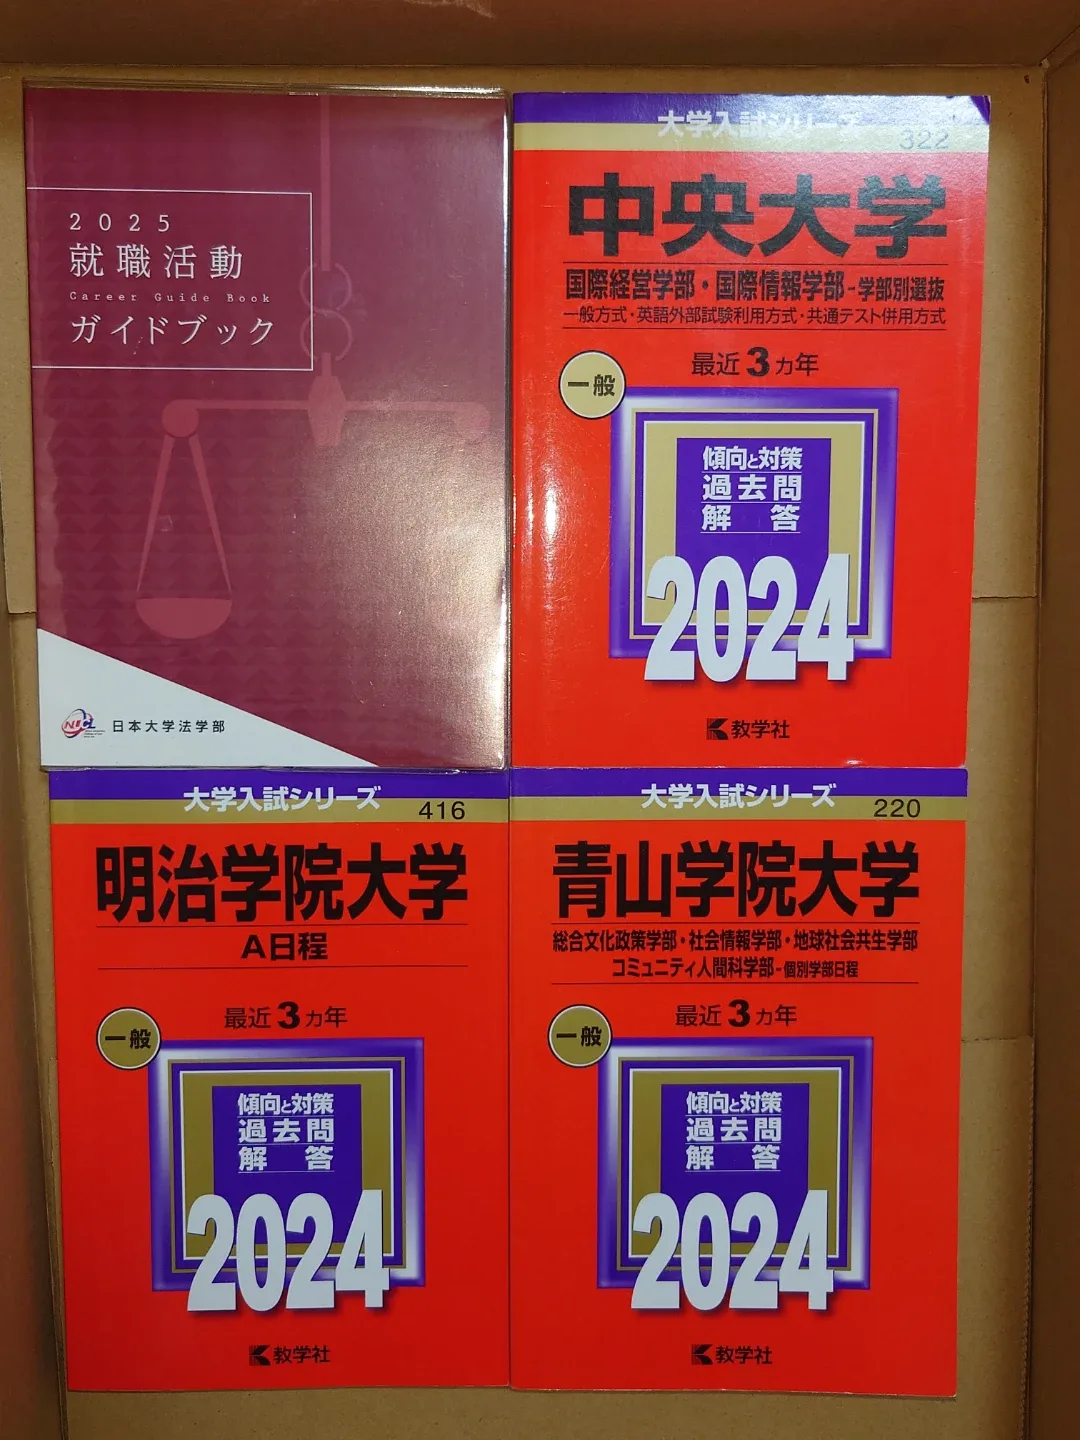 2025
就職活動
Career Guide Book
ガイドブック
NUCL
日本大学法学部
大学入試シリーズ
322
中央大学
国際経営学部・国際情報学部-学部別選抜
一般方式・英語外部試験利用方式・共通テスト併用方式
最近3カ年
一般
傾向と対策
過去問
解答
2024
教学社
大学入試シリーズ
416
明治学院大学
A日程
最近3カ年
一般
傾向と対策
過去問
解答
2024
教学社
大学入試シリーズ
220
青山学院大学
総合文化政策学部・社会情報学部・地球社会共生学部
コミュニティ人間科学部-個別学部日程
最近3カ年
一般
傾向と対策
過去問
解答
2024
教学社